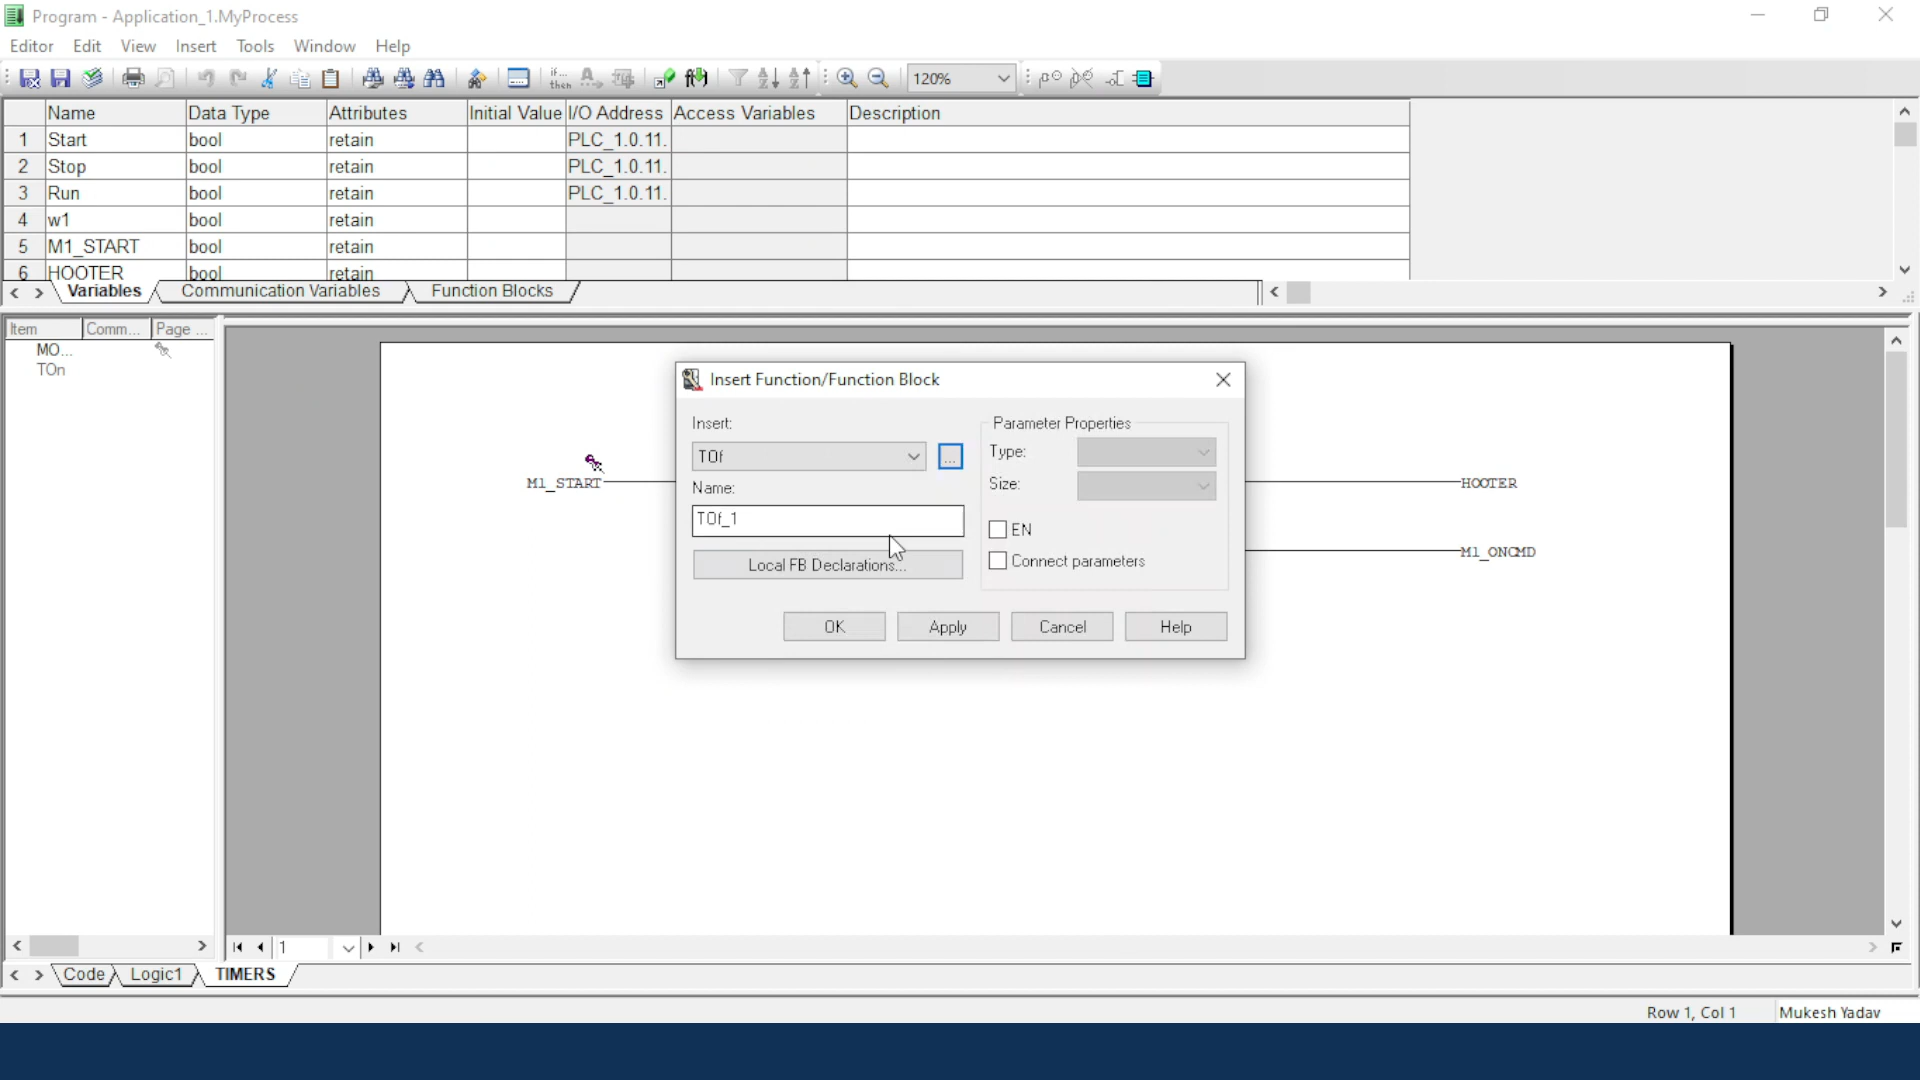 Program - Application_1.MyProcess
Editor Edit View Insert Tools Window Help
if... then
120%
Name Data Type Attributes Initial Value I/O Address Access Variables Description
1 Start bool retain PLC_1.0.11.
2 Stop bool retain PLC_1.0.11.
3 Run bool retain PLC_1.0.11.
4 w1 bool retain
5 M1_START bool retain
6 HOOTER bool retain
Variables Communication Variables Function Blocks
Item Comm... Page ...
MO...
TOn
Insert Function/Function Block
Insert:
TOf
...
Name:
TOf_1
Local FB Declarations...
Parameter Properties
Type:
Size:
EN
Connect parameters
OK Apply Cancel Help
M1_START
HOOTER
M1_ONCMD
1
Code Logic1 TIMERS
Row 1, Col 1 Mukesh Yadav